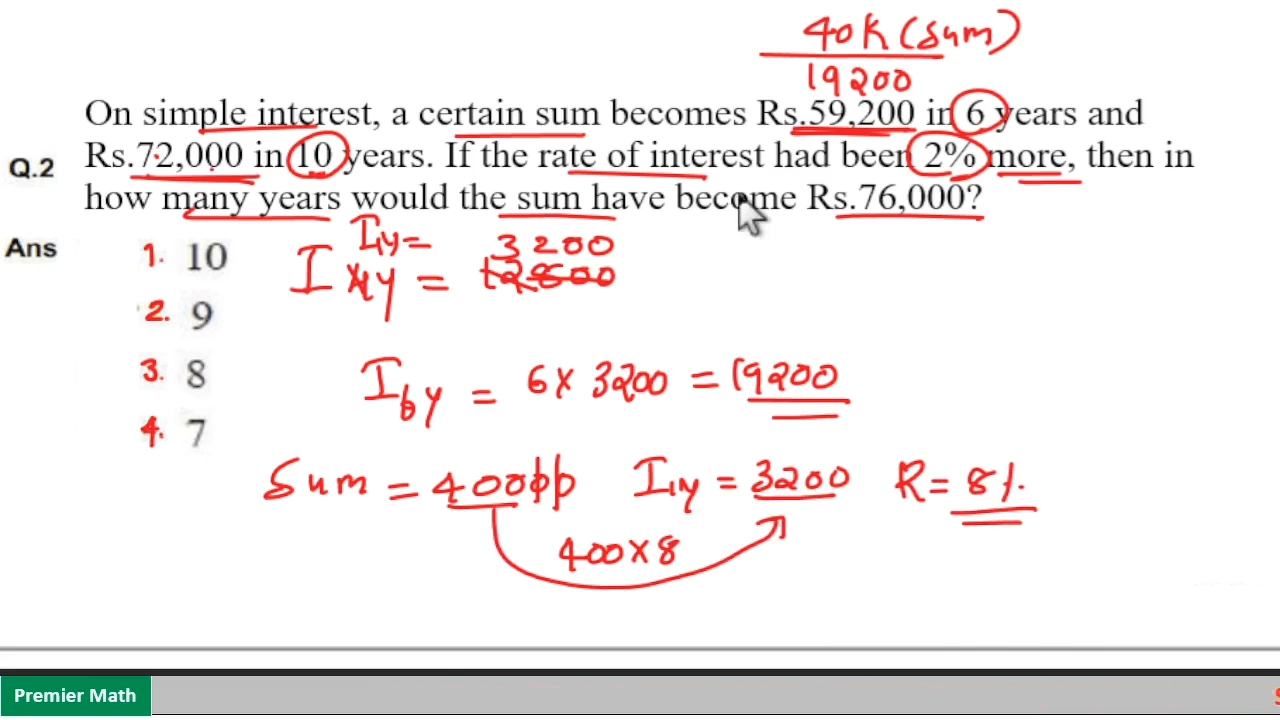 40K (Sum)
19200
On simple interest, a certain sum becomes Rs.59,200 in 6 years and
Q.2 Rs.72,000 in 10 years. If the rate of interest had been 2% more, then in
how many years would the sum have become Rs.76,000?
Ans
1. 10
2. 9
3. 8
4. 7
I1y = 3200
I 4y = 12800
I6y = 6 x 3200 = 19200
Sum = 40000 I1y = 3200 R = 8%
400 x 8
Premier Math